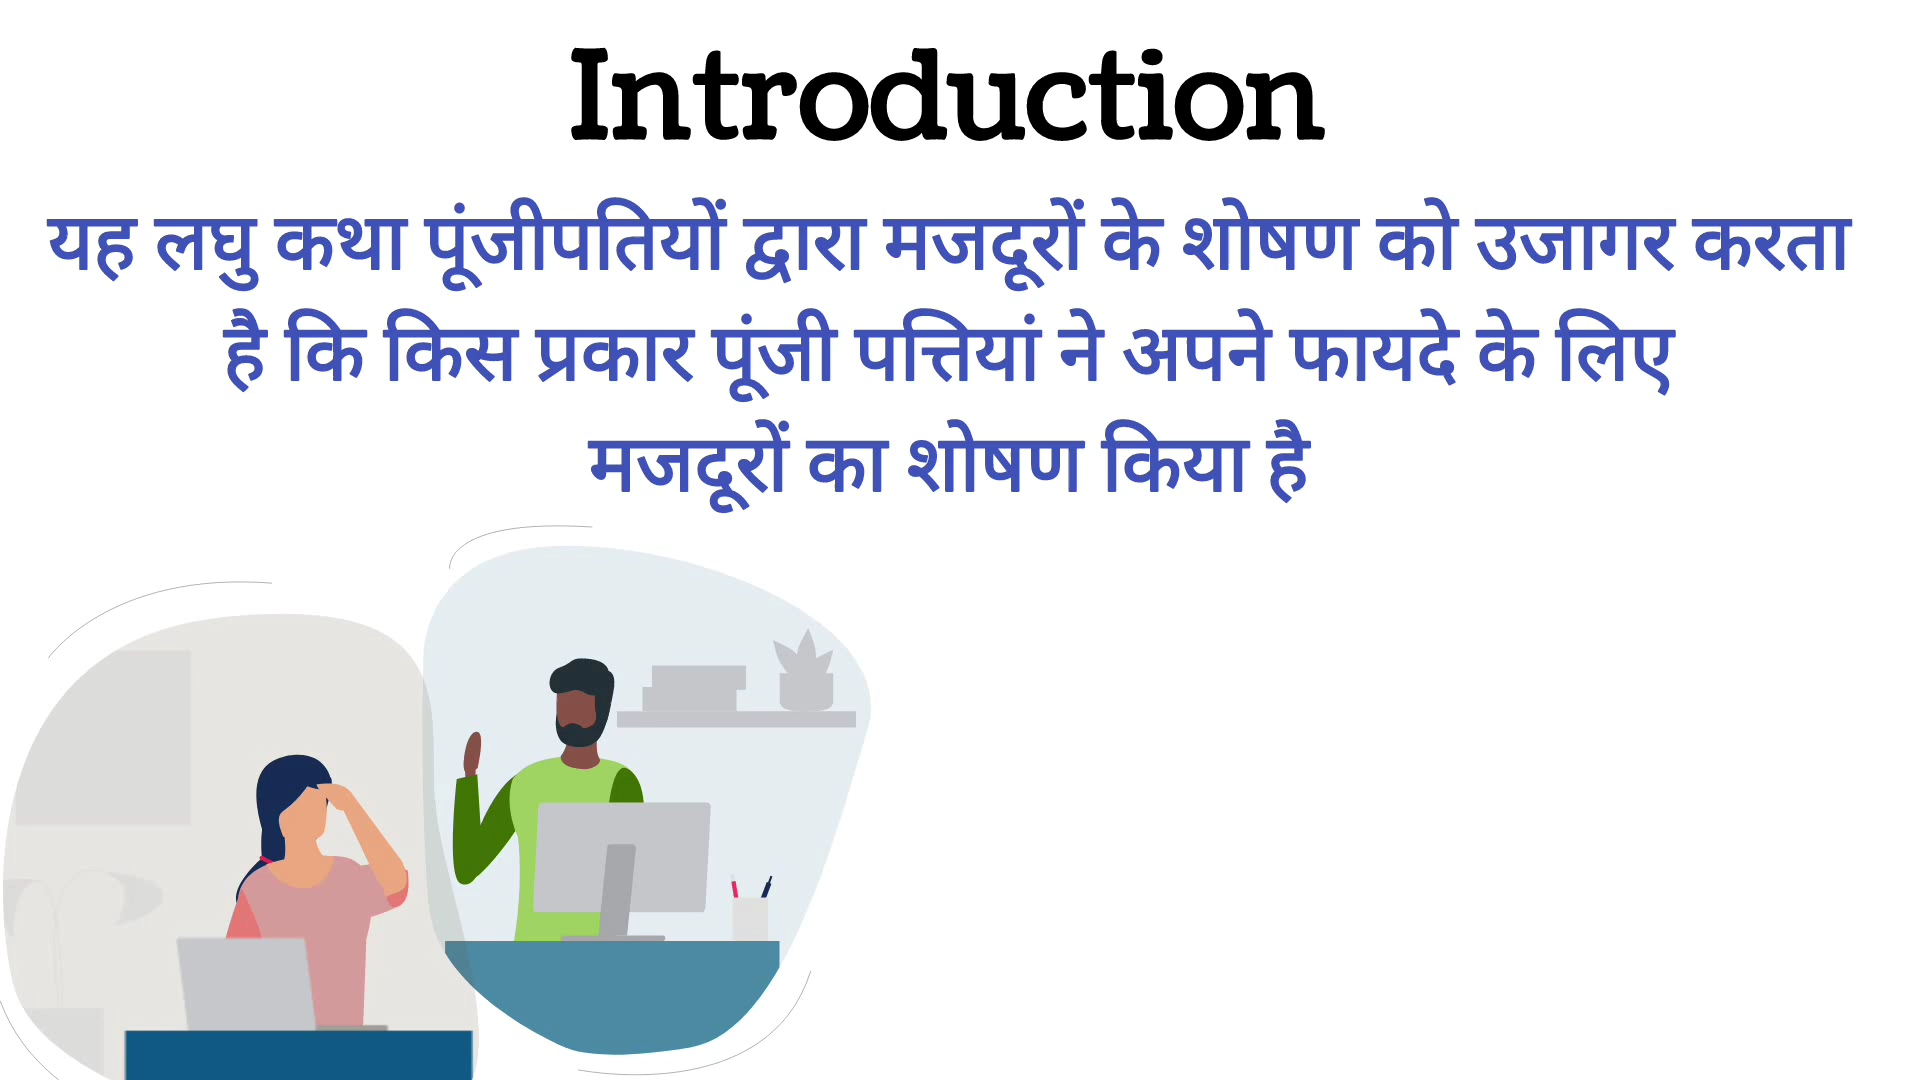 Introduction
यह लघु कथा पूंजीपतियों द्वारा मजदूरों के शोषण को उजागर करता
है कि किस प्रकार पूंजी पत्तियां ने अपने फायदे के लिए
मजदूरों का शोषण किया है